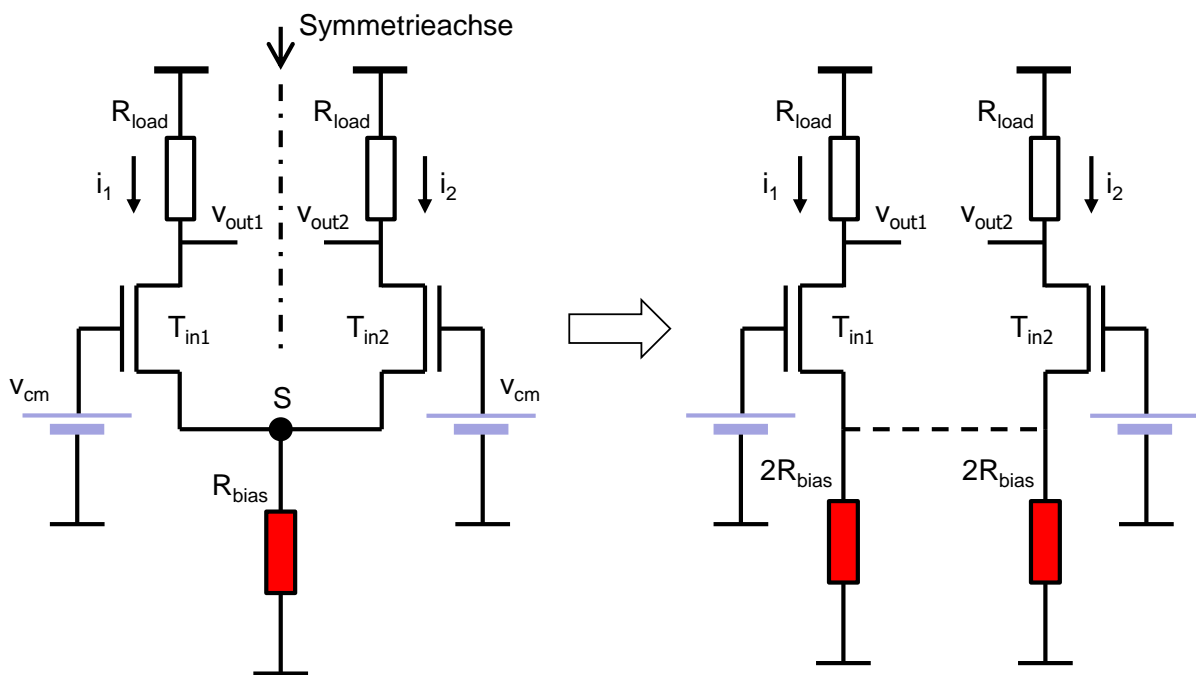 Symmetrieachse
R_load
R_load
i_1
i_2
v_out1
v_out2
T_in1
T_in2
v_cm
v_cm
S
R_bias
R_load
R_load
i_1
i_2
v_out1
v_out2
T_in1
T_in2
2R_bias
2R_bias